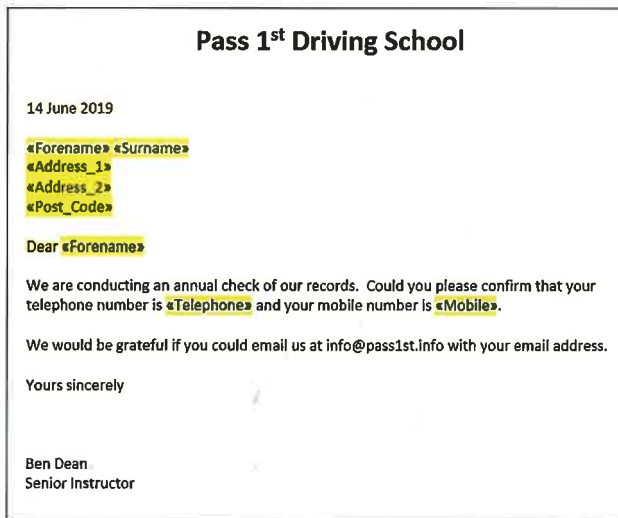 Pass 1st Driving School
14 June 2019
«Forename» «Surname»
«Address_1»
«Address_2»
«Post_Code»
Dear «Forename»
We are conducting an annual check of our records. Could you please confirm that your
telephone number is «Telephone» and your mobile number is «Mobile».
We would be grateful if you could email us at info@pass1st.info with your email address.
Yours sincerely
Ben Dean
Senior Instructor